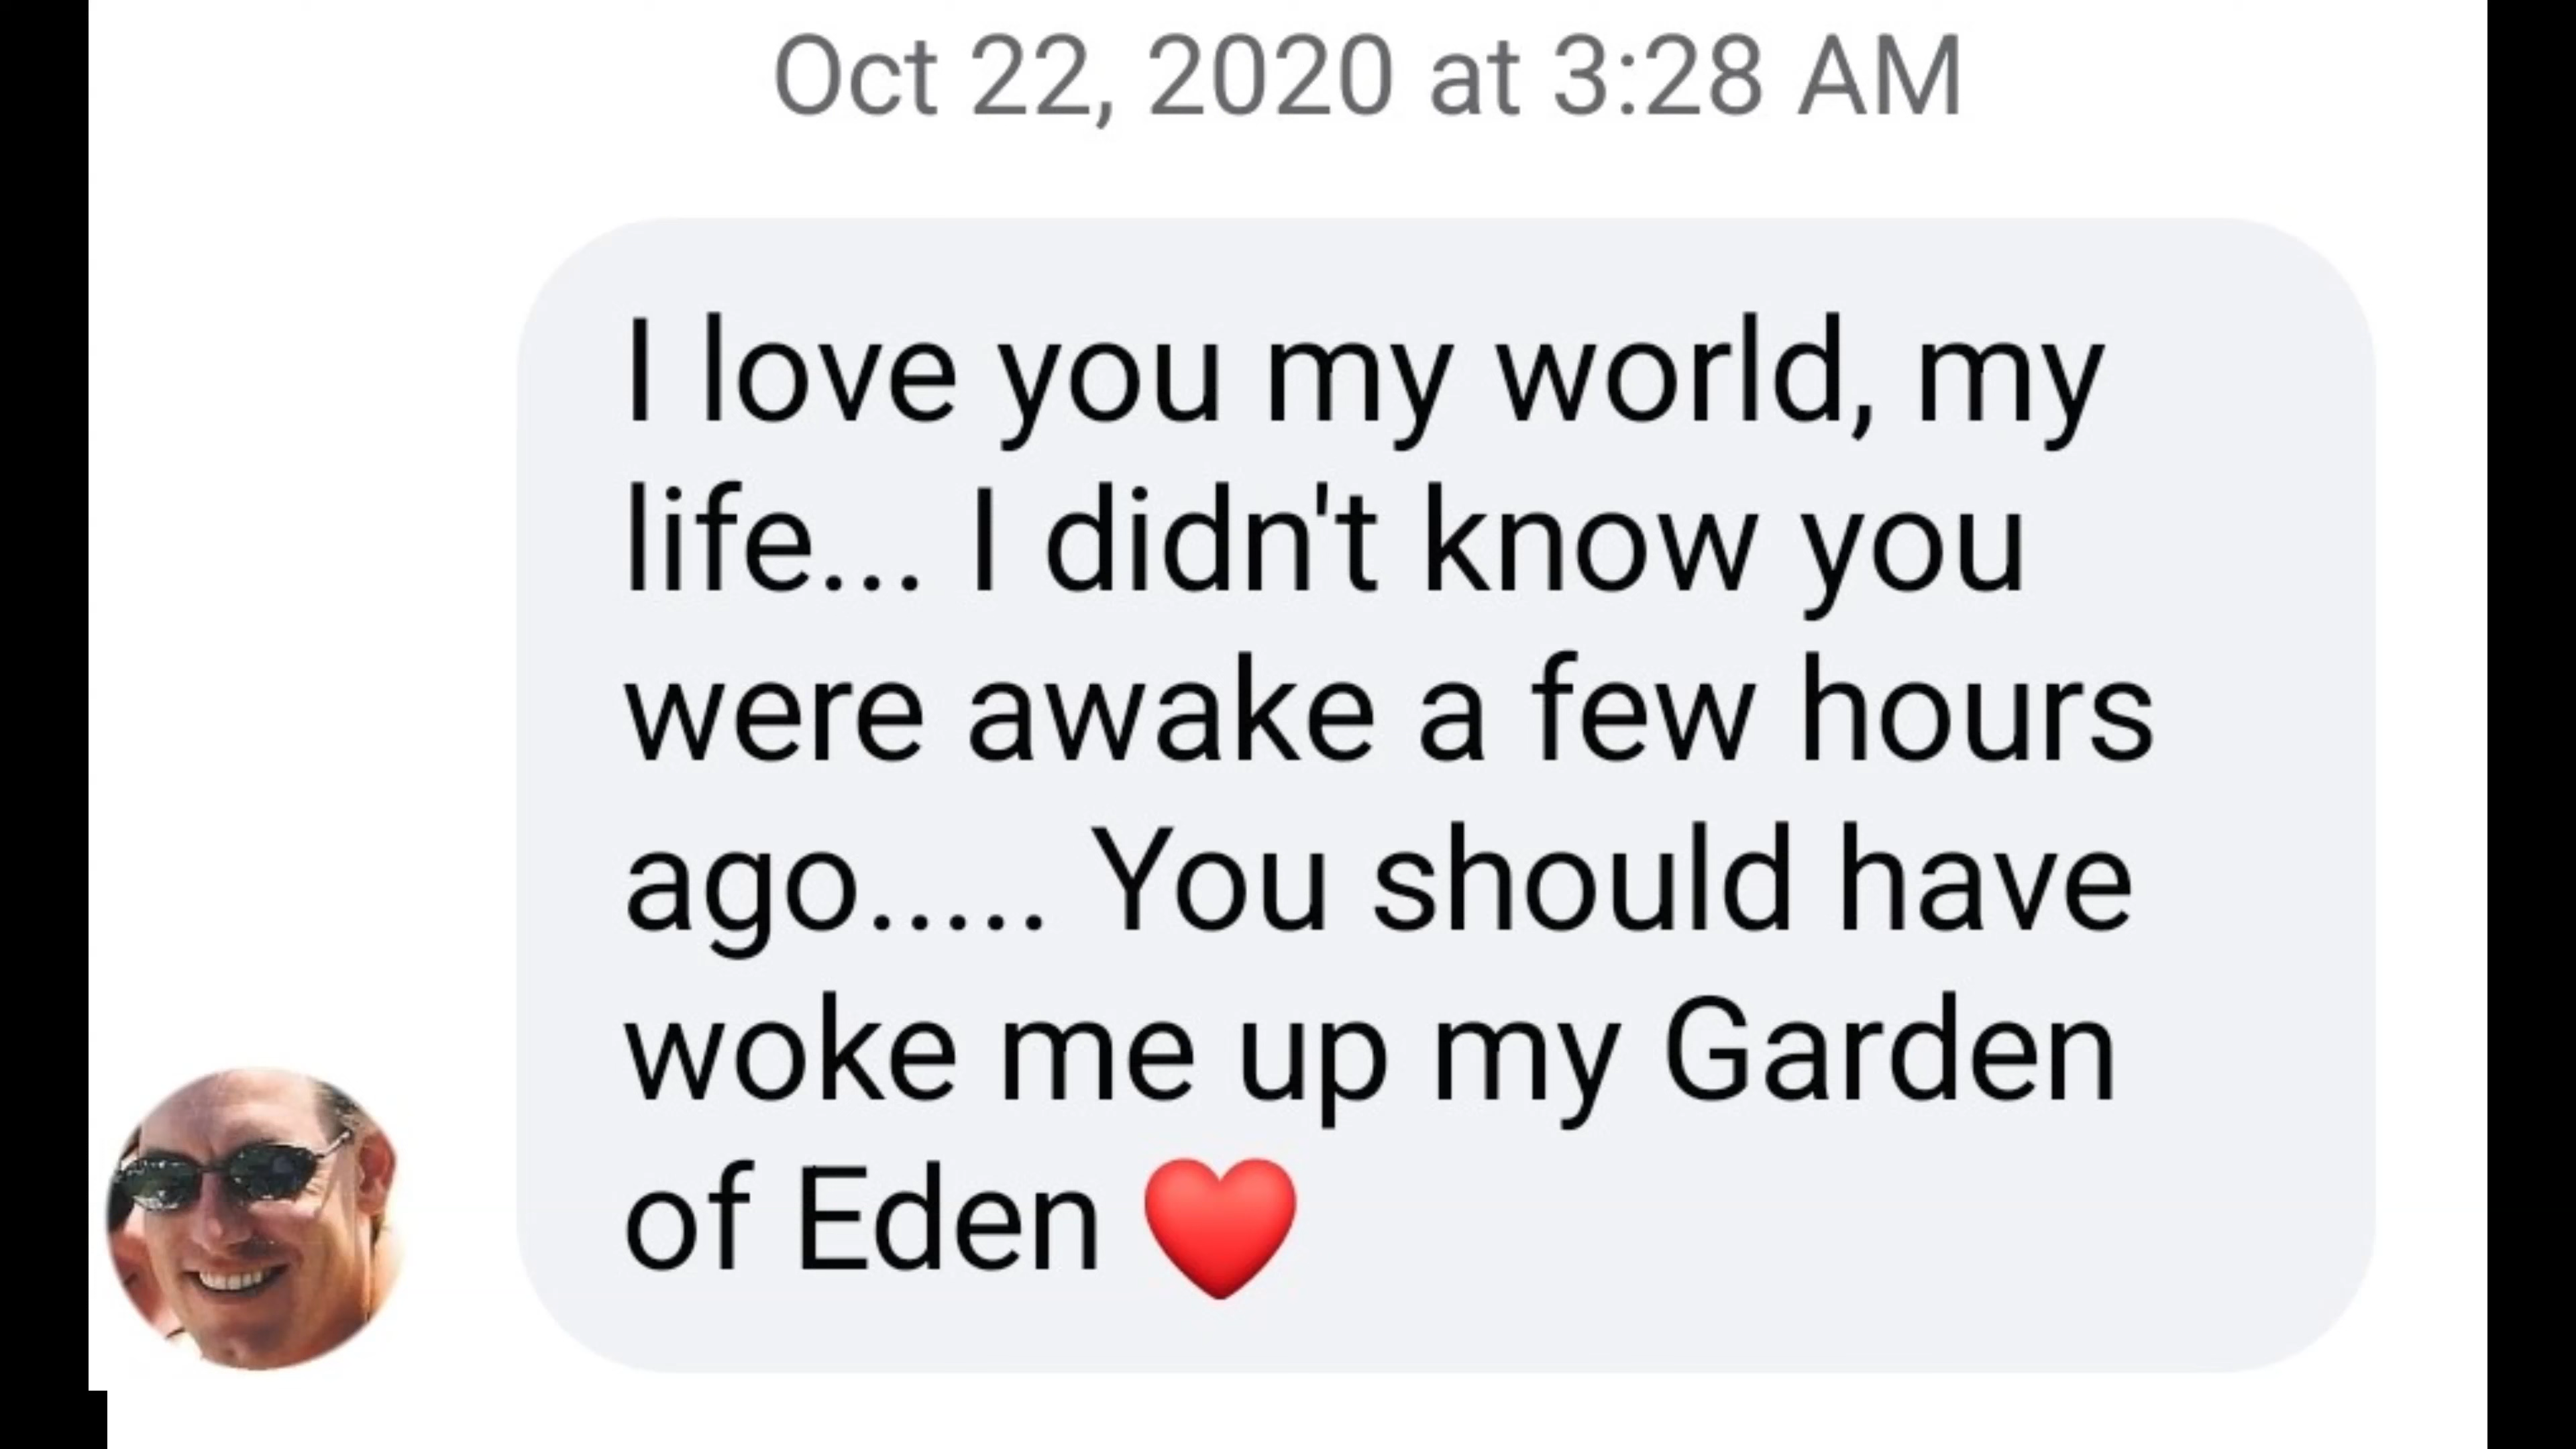 Oct 22, 2020 at 3:28 AM
I love you my world, my
life... I didn't know you
were awake a few hours
ago..... You should have
woke me up my Garden
of Eden ❤️